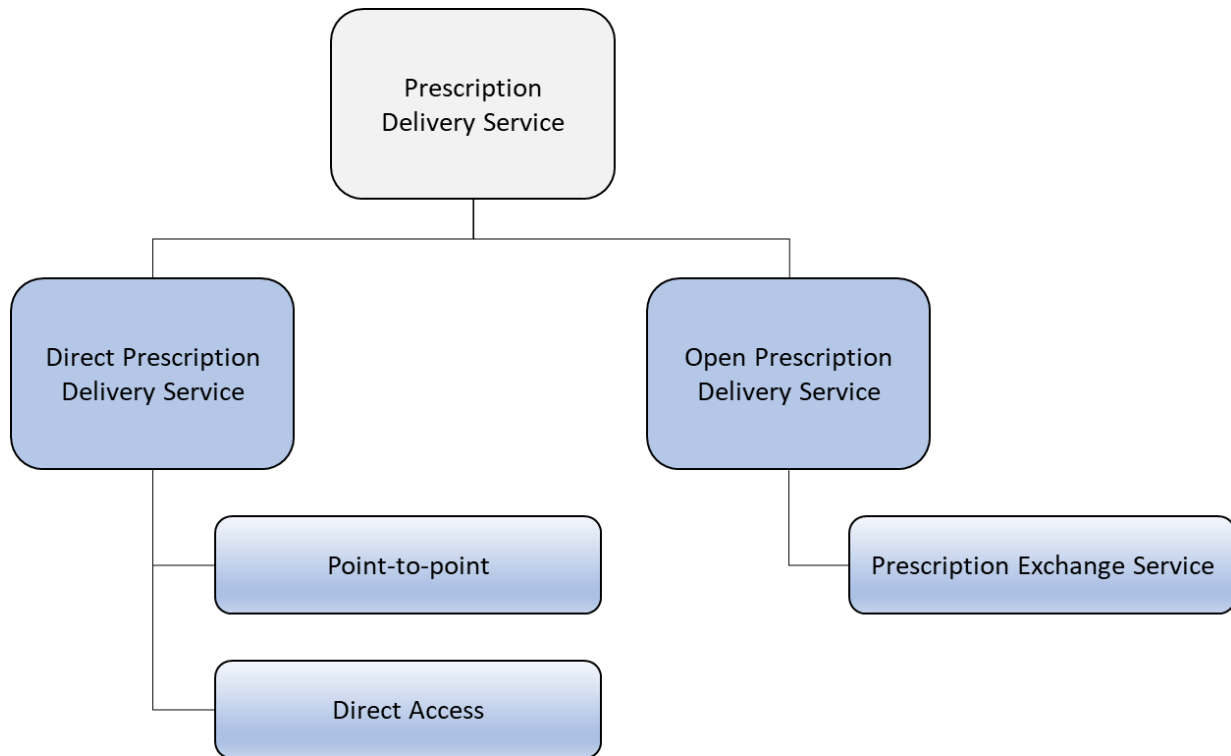 Prescription
Delivery Service
Direct Prescription
Delivery Service
Open Prescription
Delivery Service
Point-to-point
Prescription Exchange Service
Direct Access